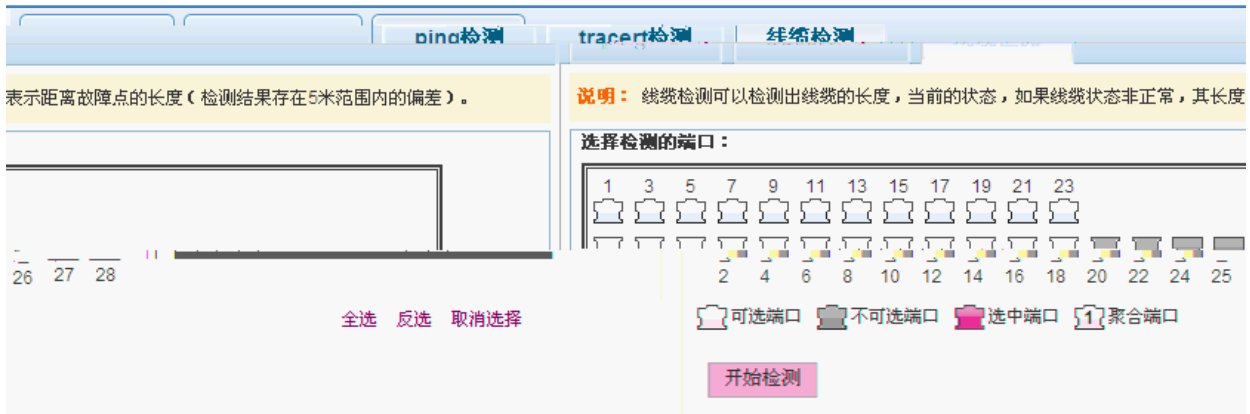 ping检测 tracert检测 线缆检测
表示距离故障点的长度(检测结果存在5米范围内的偏差)。
说明: 线缆检测可以检测出线缆的长度,当前的状态,如果线缆状态非正常,其长度
选择检测的端口:
1 3 5 7 9 11 13 15 17 19 21 23
26 27 28
2 4 6 8 10 12 14 16 18 20 22 24 25
全选 反选 取消选择
可选端口 不可选端口 选中端口 1 聚合端口
开始检测